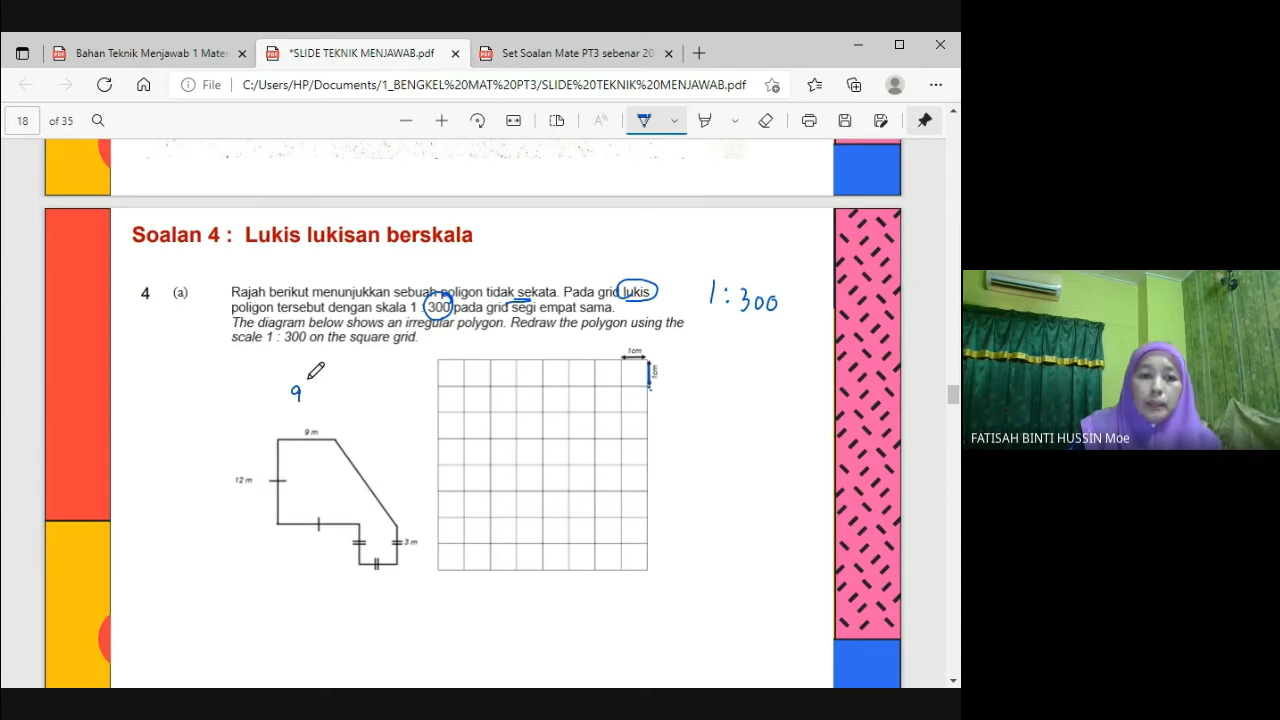 Bahan Teknik Menjawab 1 Mater
*SLIDE TEKNIK MENJAWAB.pdf
Set Soalan Mate PT3 sebenar 20
File
C:/Users/HP/Documents/1_BENGKEL%20MAT%20PT3/SLIDE%20TEKNIK%20MENJAWAB.pdf
18 of 35
Soalan 4 : Lukis lukisan berskala
4 (a) Rajah berikut menunjukkan sebuah poligon tidak sekata. Pada grid lukis
poligon tersebut dengan skala 1 : 300 pada grid segi empat sama.
The diagram below shows an irregular polygon. Redraw the polygon using the
scale 1 : 300 on the square grid.
1 : 300
1cm
1cm
9
9 m
12 m
3 m
FATISAH BINTI HUSSIN Moe